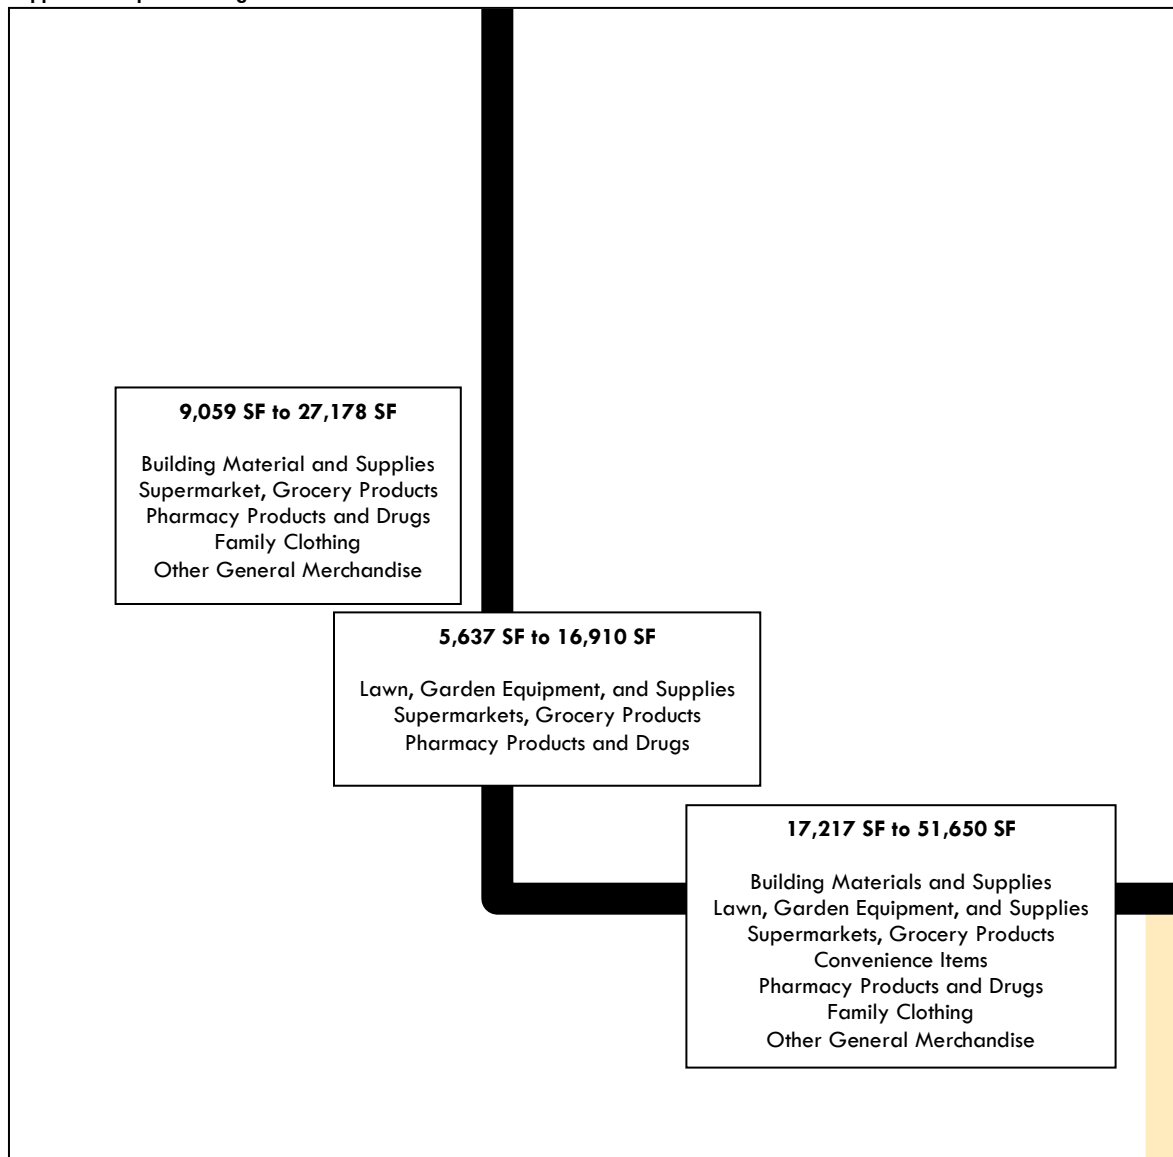 9,059 SF to 27,178 SF
Building Material and Supplies
Supermarket, Grocery Products
Pharmacy Products and Drugs
Family Clothing
Other General Merchandise
5,637 SF to 16,910 SF
Lawn, Garden Equipment, and Supplies
Supermarkets, Grocery Products
Pharmacy Products and Drugs
17,217 SF to 51,650 SF
Building Materials and Supplies
Lawn, Garden Equipment, and Supplies
Supermarkets, Grocery Products
Convenience Items
Pharmacy Products and Drugs
Family Clothing
Other General Merchandise